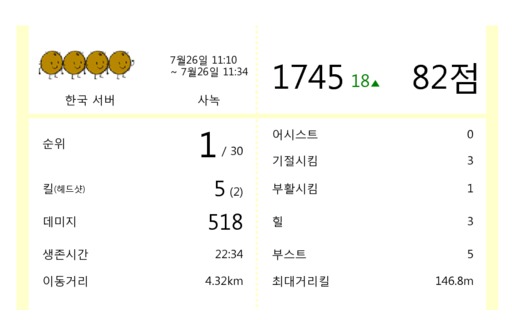 7월26일 11:10
~ 7월26일 11:34
한국 서버
사녹
1745 18▲
82점
순위
1 / 30
킬(헤드샷)
5 (2)
데미지
518
생존시간
22:34
이동거리
4.32km
어시스트
0
기절시킴
3
부활시킴
1
힐
3
부스트
5
최대거리킬
146.8m